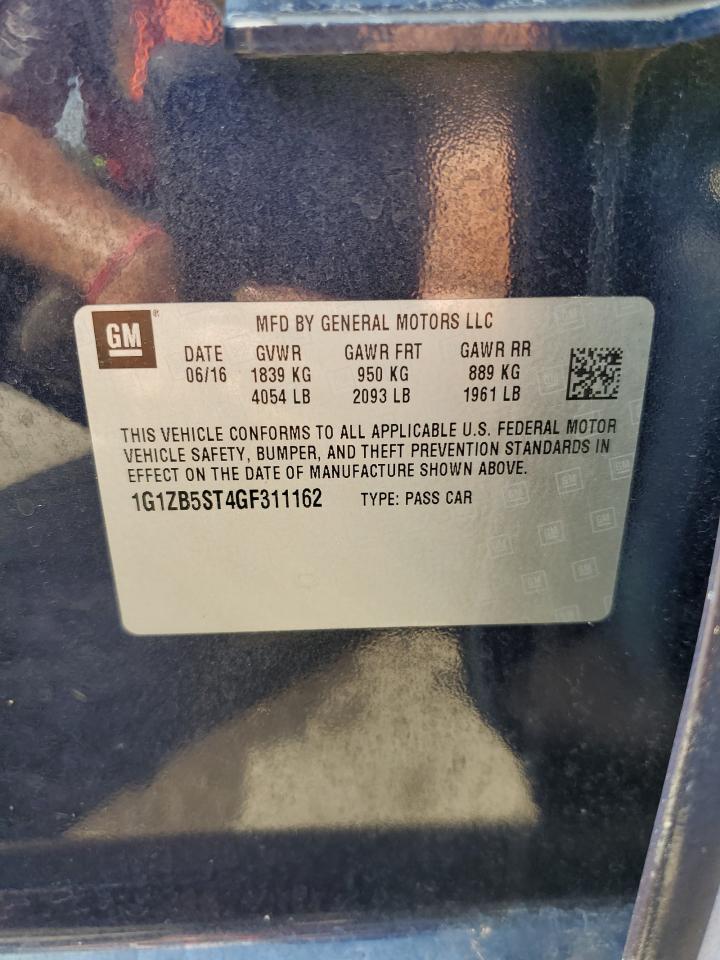 GM
MFD BY GENERAL MOTORS LLC
DATE GVWR GAWR FRT GAWR RR
06/16 1839 KG 950 KG 889 KG
4054 LB 2093 LB 1961 LB
THIS VEHICLE CONFORMS TO ALL APPLICABLE U.S. FEDERAL MOTOR
VEHICLE SAFETY, BUMPER, AND THEFT PREVENTION STANDARDS IN
EFFECT ON THE DATE OF MANUFACTURE SHOWN ABOVE.
1G1ZB5ST4GF311162 TYPE: PASS CAR